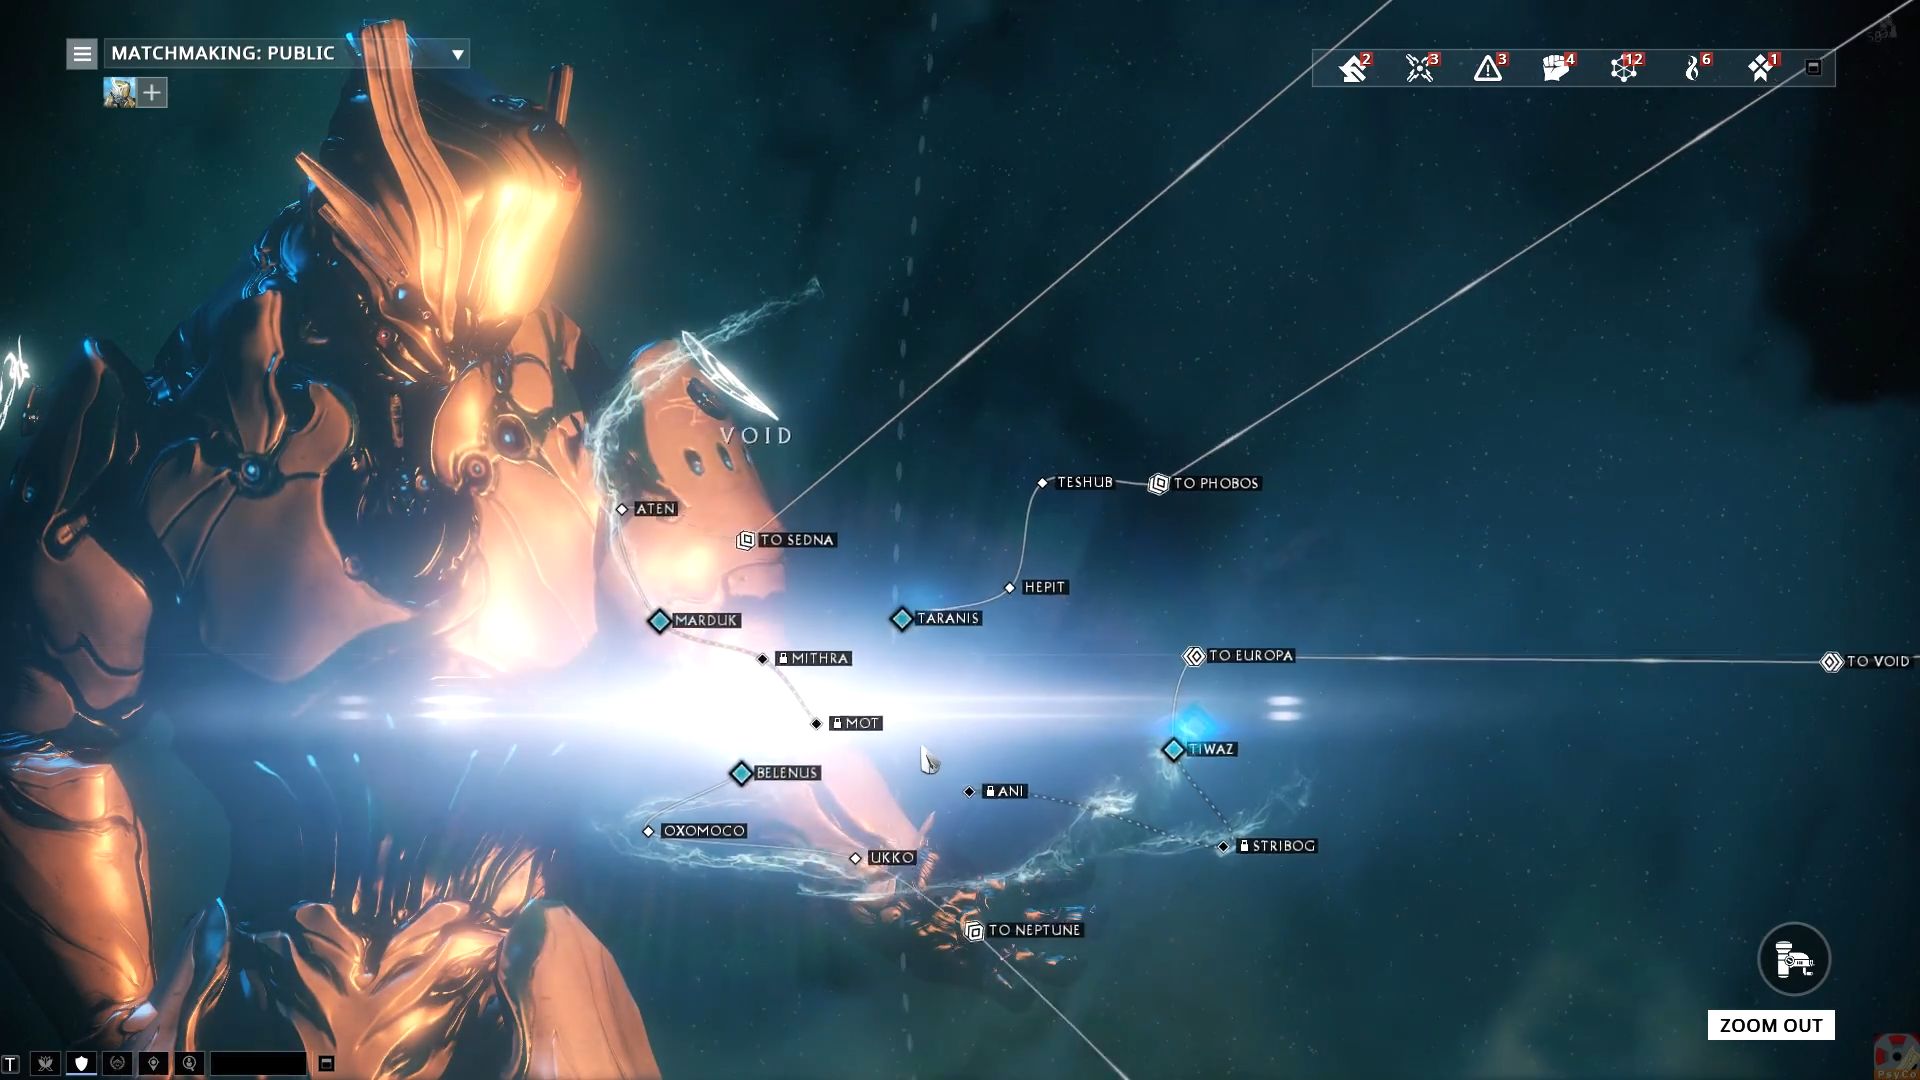 MATCHMAKING: PUBLIC
2
3
3
4
12
6
1
VOID
TESHUB
TO PHOBOS
ATEN
TO SEDNA
HEPIT
MARDUK
TARANIS
MITHRA
TO EUROPA
TO VOID
MOT
TIWAZ
BELENUS
ANI
OXOMOCO
STRIBOG
UKKO
TO NEPTUNE
ZOOM OUT
T
PsyCo